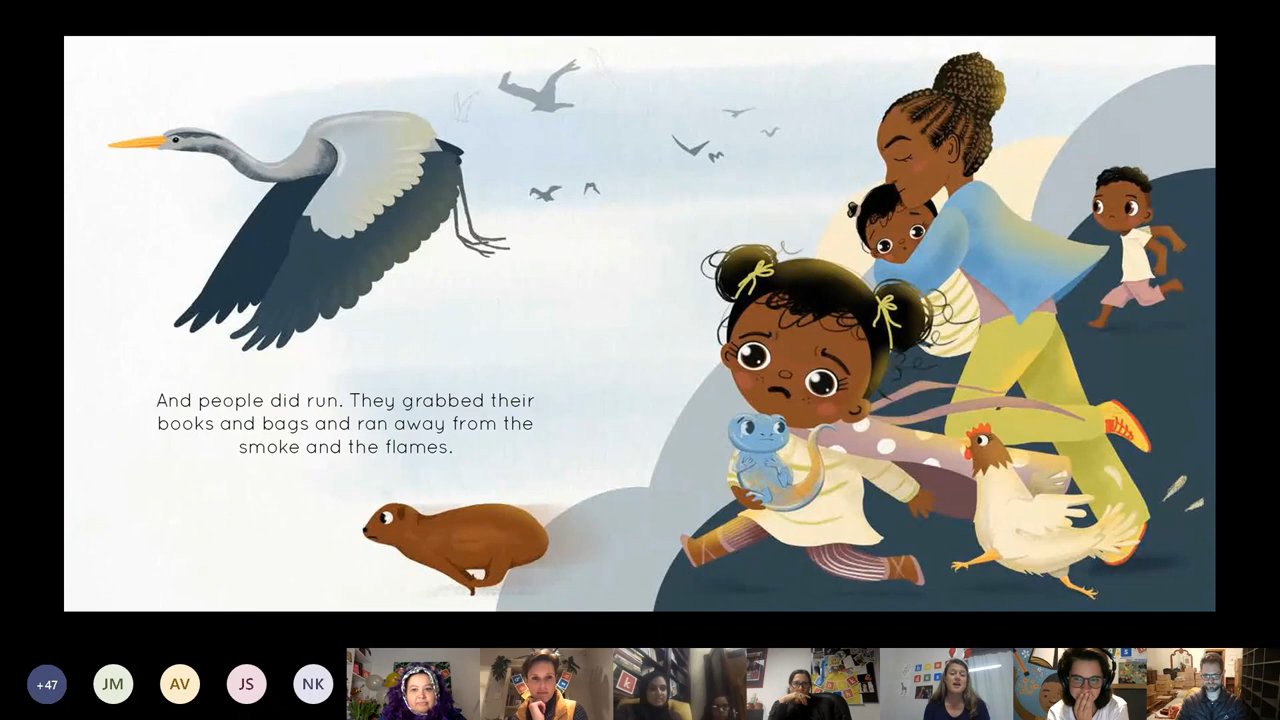 And people did run. They grabbed their
books and bags and ran away from the
smoke and the flames.
+47
JM
AV
JS
NK